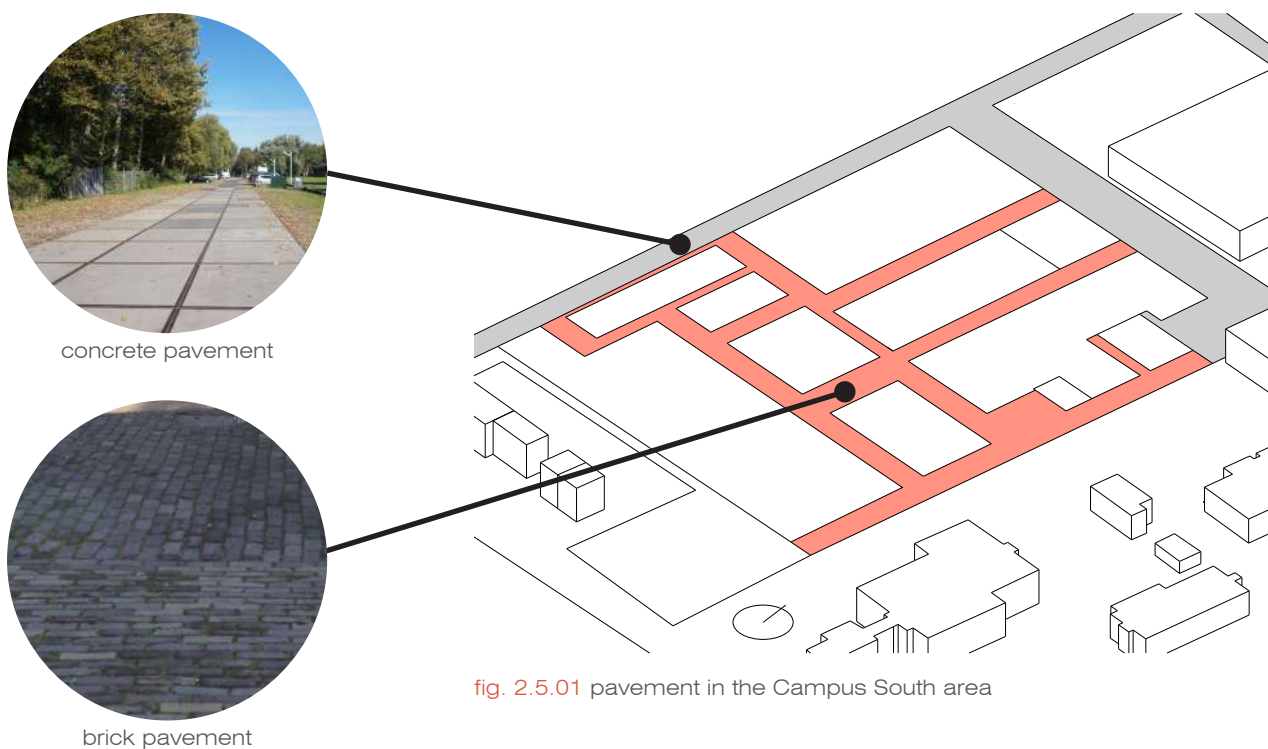 concrete pavement
brick pavement
fig. 2.5.01 pavement in the Campus South area